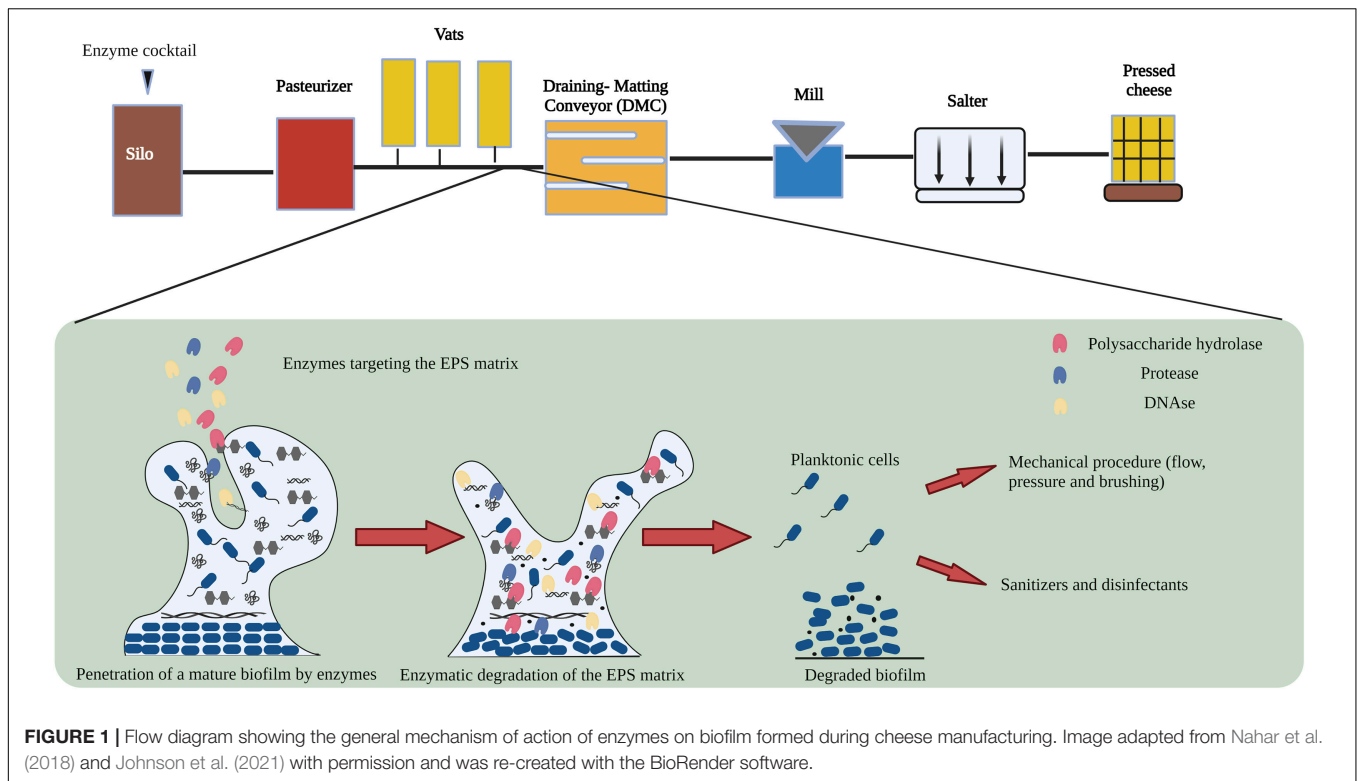 Enzyme cocktail
Silo
Pasteurizer
Vats
Draining- Matting
Conveyor (DMC)
Mill
Salter
Pressed
cheese
Enzymes targeting the EPS matrix
Polysaccharide hydrolase
Protease
DNAse
Penetration of a mature biofilm by enzymes
Enzymatic degradation of the EPS matrix
Planktonic cells
Degraded biofilm
Mechanical procedure (flow,
pressure and brushing)
Sanitizers and disinfectants
FIGURE 1 | Flow diagram showing the general mechanism of action of enzymes on biofilm formed during cheese manufacturing. Image adapted from Nahar et al.
(2018) and Johnson et al. (2021) with permission and was re-created with the BioRender software.